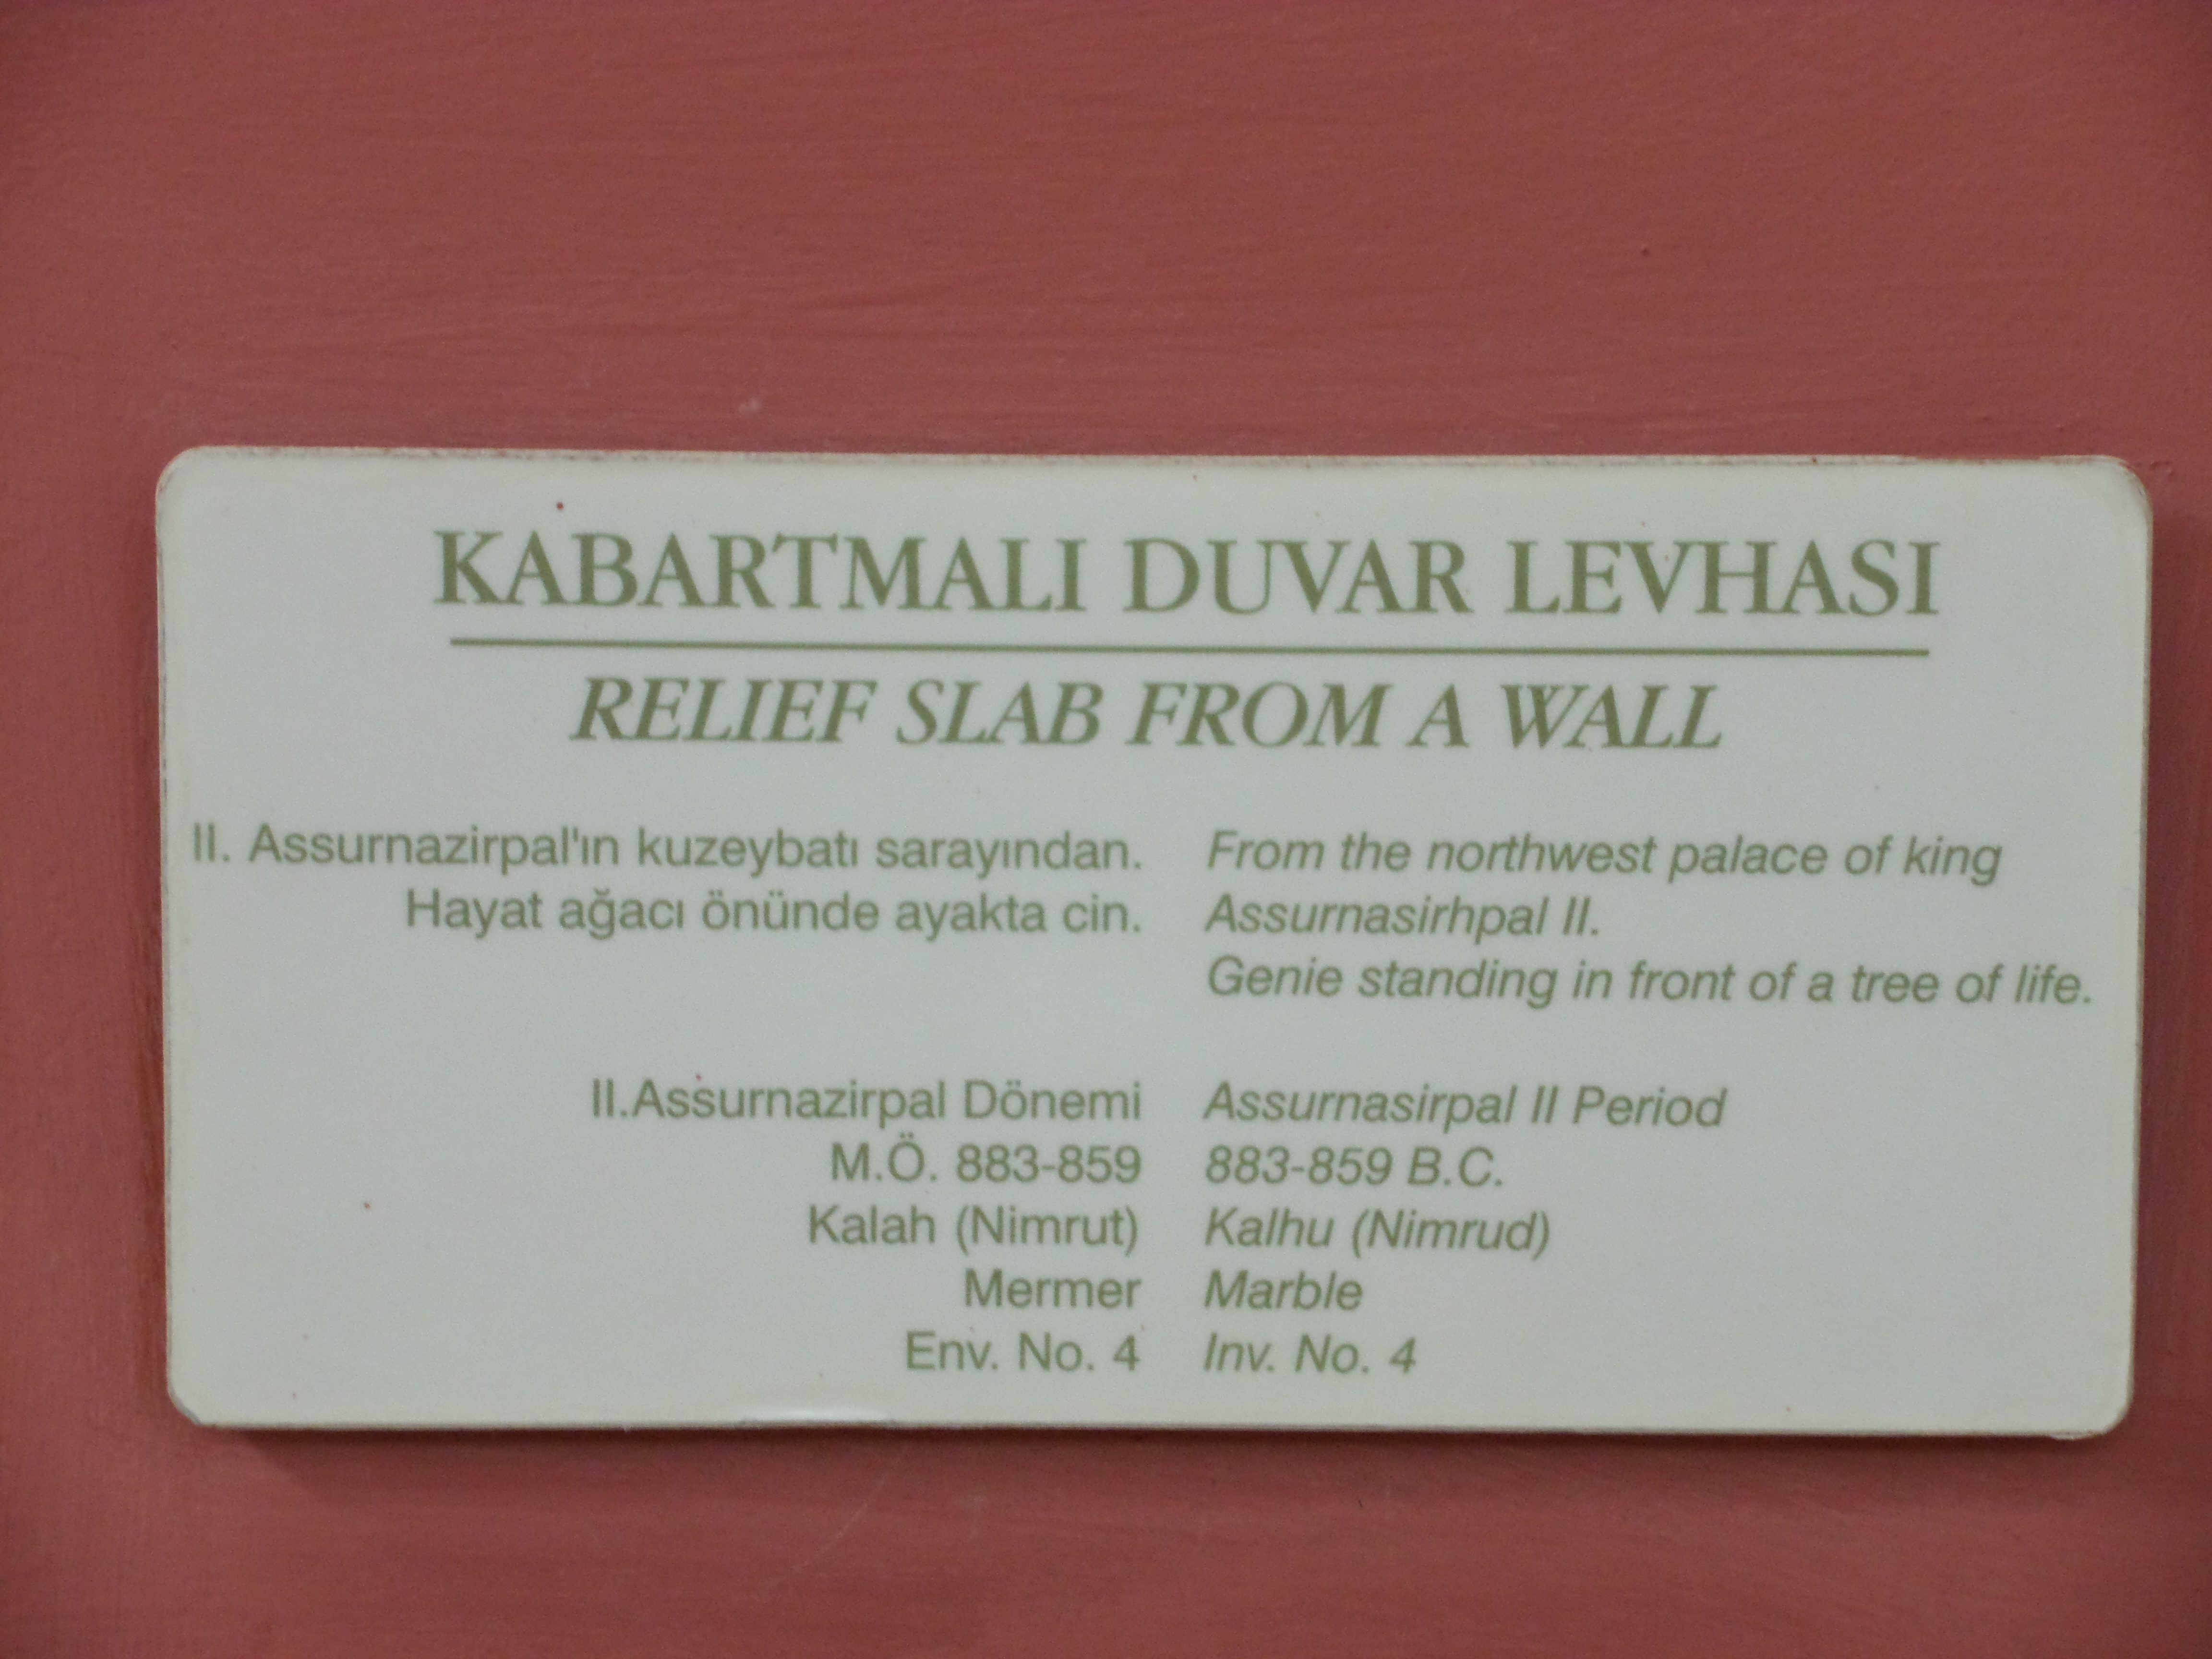 KABARTMALI DUVAR LEVHASI
RELIEF SLAB FROM A WALL
II. Assurnazirpal'ın kuzeybatı sarayından.
Hayat ağacı önünde ayakta cin.
II.Assurnazirpal Dönemi
M.Ö. 883-859
Kalah (Nimrut)
Mermer
Env. No. 4
From the northwest palace of king
Assurnasirhpal II.
Genie standing in front of a tree of life.
Assurnasirpal II Period
883-859 B.C.
Kalhu (Nimrud)
Marble
Inv. No. 4